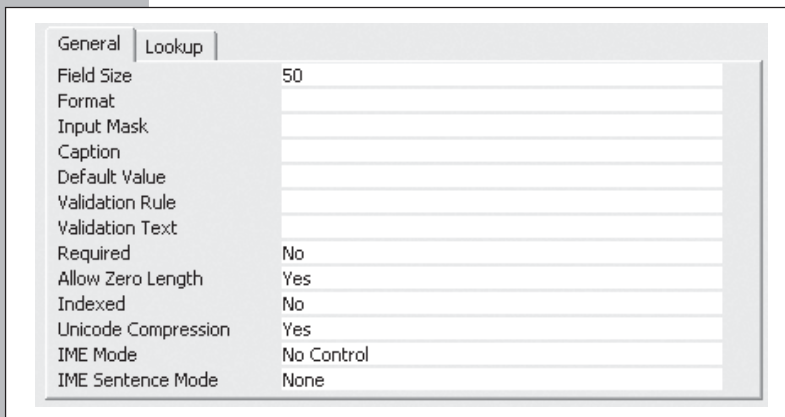 General Lookup
Field Size 50
Format
Input Mask
Caption
Default Value
Validation Rule
Validation Text
Required No
Allow Zero Length Yes
Indexed No
Unicode Compression Yes
IME Mode No Control
IME Sentence Mode None